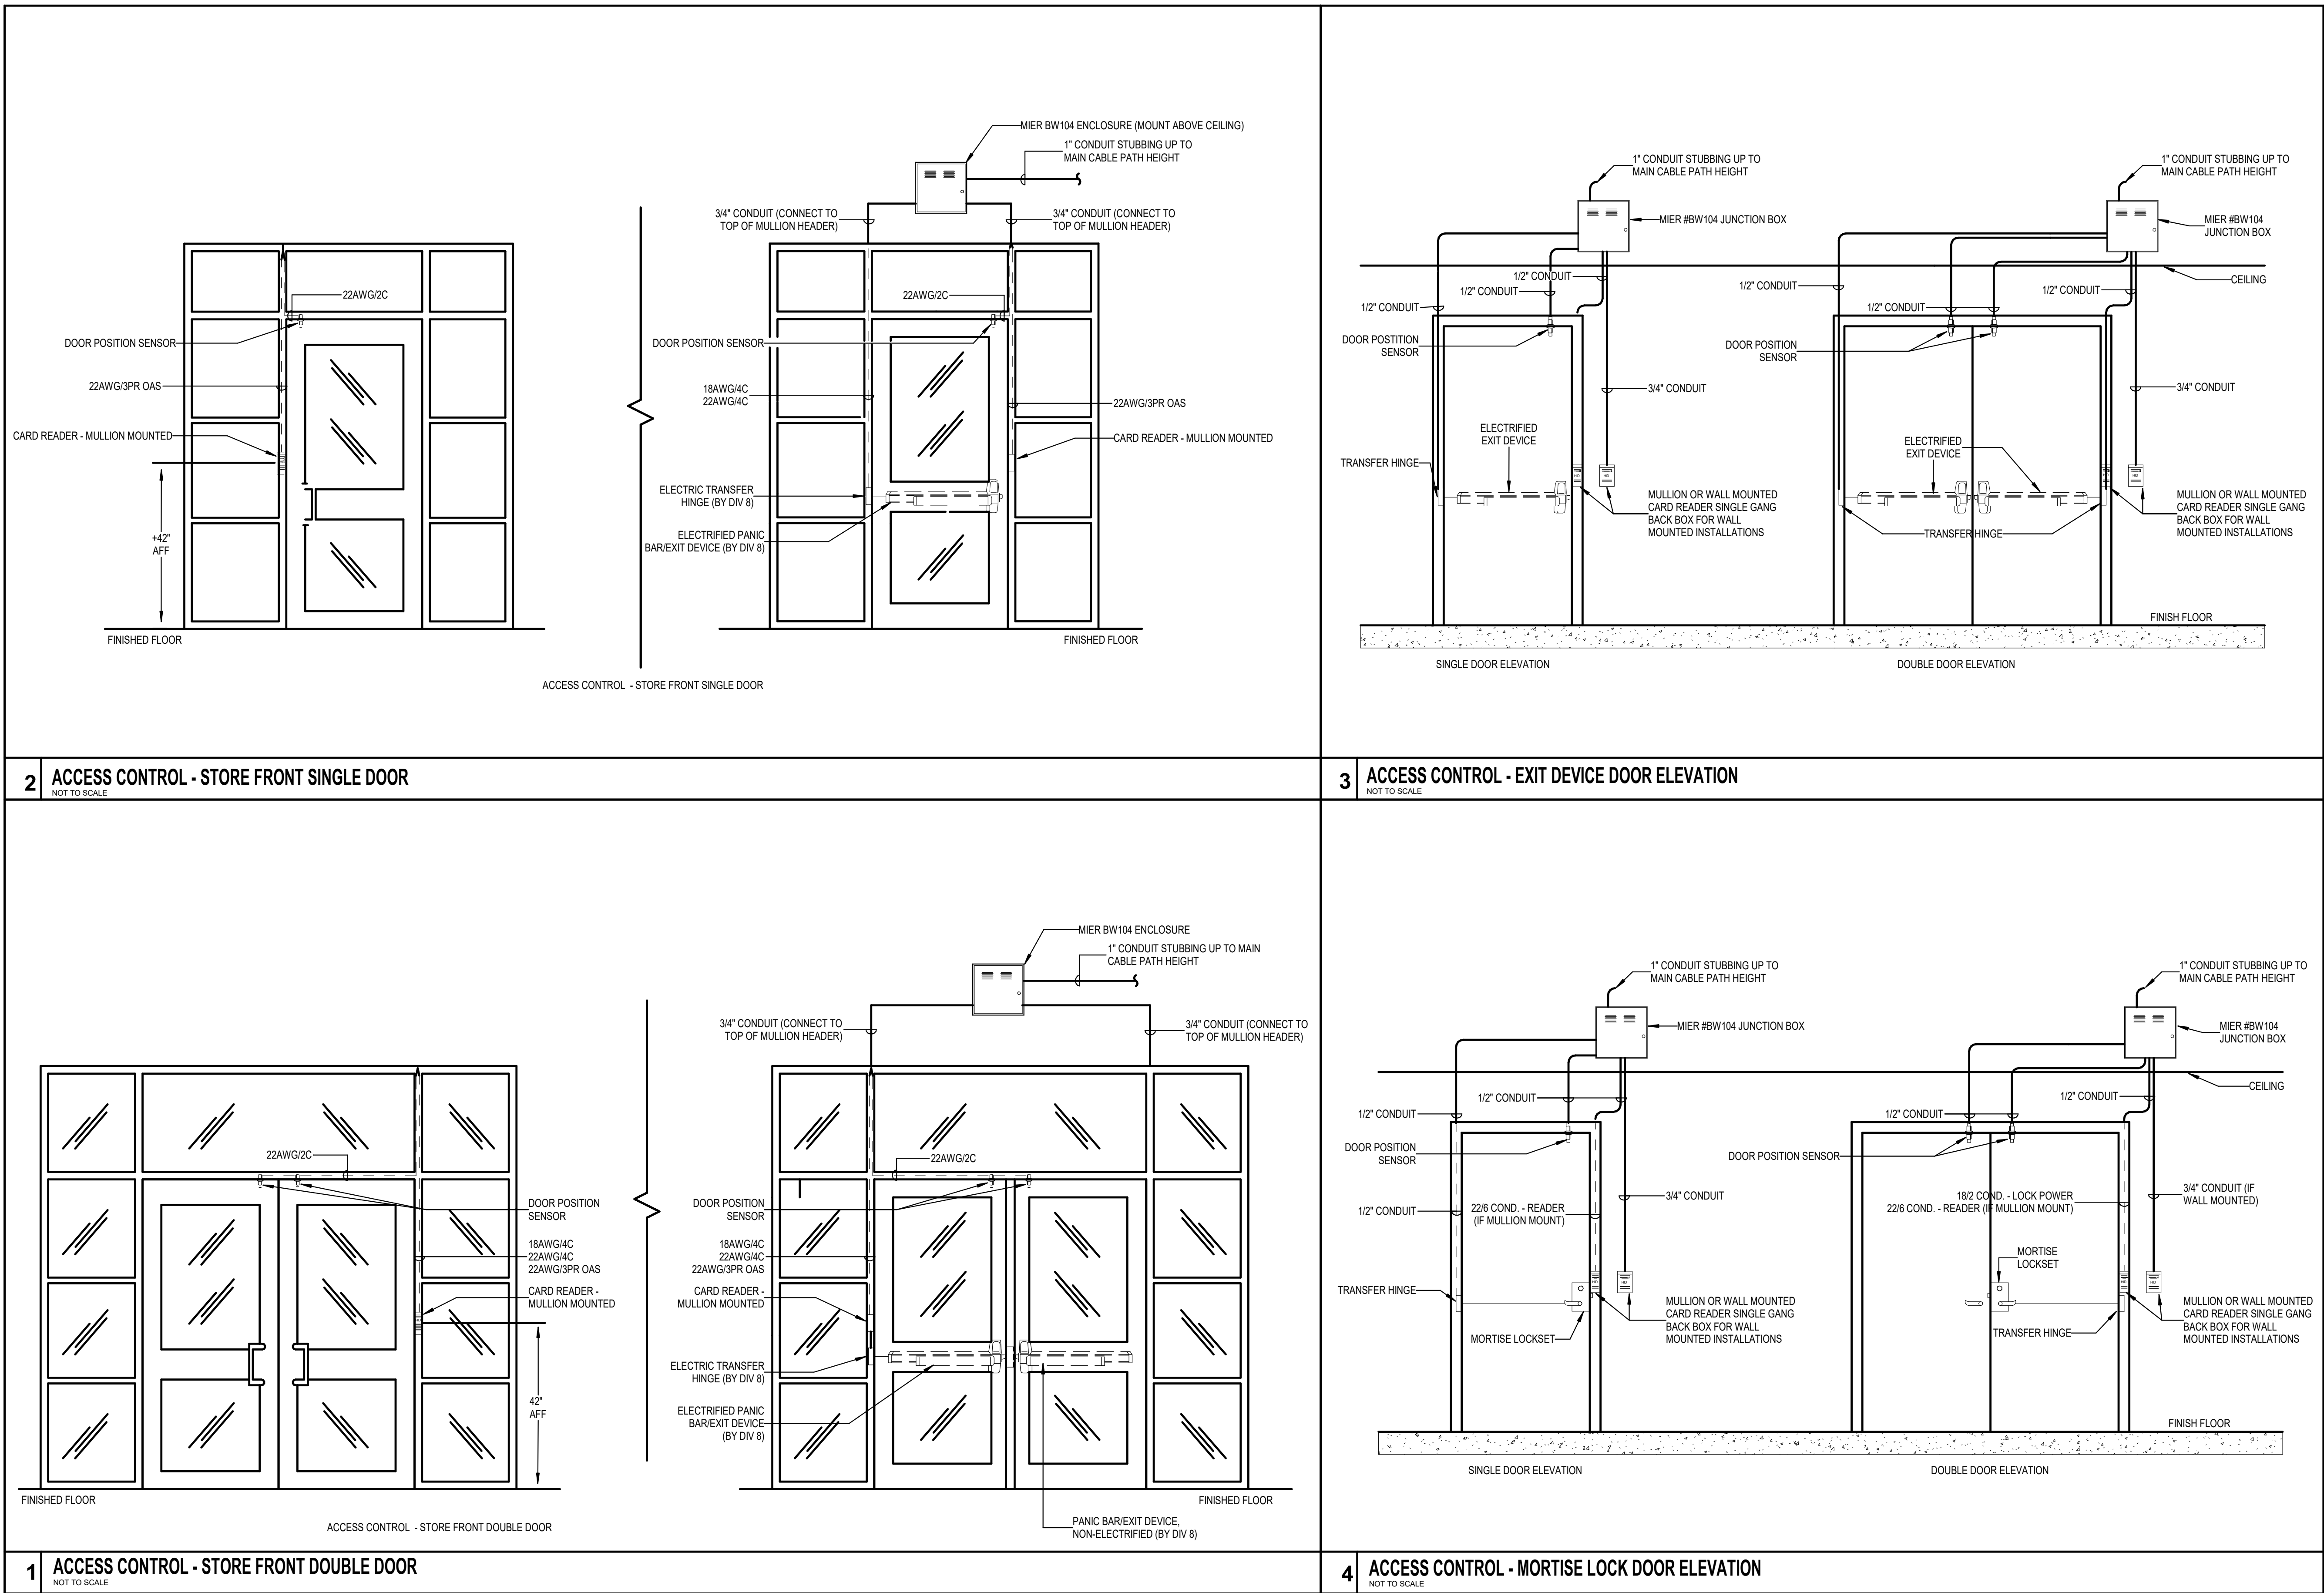 MIER BW104 ENCLOSURE (MOUNT ABOVE CEILING)
1" CONDUIT STUBBING UP TO
MAIN CABLE PATH HEIGHT
3/4" CONDUIT (CONNECT TO
TOP OF MULLION HEADER)
3/4" CONDUIT (CONNECT TO
TOP OF MULLION HEADER)
22AWG/2C
DOOR POSITION SENSOR
22AWG/3PR OAS
CARD READER - MULLION MOUNTED
+42"
AFF
FINISHED FLOOR
22AWG/2C
DOOR POSITION SENSOR
18AWG/4C
22AWG/4C
22AWG/3PR OAS
CARD READER - MULLION MOUNTED
ELECTRIC TRANSFER
HINGE (BY DIV 8)
ELECTRIFIED PANIC
BAR/EXIT DEVICE (BY DIV 8)
FINISHED FLOOR
ACCESS CONTROL - STORE FRONT SINGLE DOOR
2
ACCESS CONTROL - STORE FRONT SINGLE DOOR
NOT TO SCALE
1" CONDUIT STUBBING UP TO
MAIN CABLE PATH HEIGHT
MIER #BW104 JUNCTION BOX
1/2" CONDUIT
1/2" CONDUIT
1/2" CONDUIT
DOOR POSTITION
SENSOR
3/4" CONDUIT
ELECTRIFIED
EXIT DEVICE
TRANSFER HINGE
MULLION OR WALL MOUNTED
CARD READER SINGLE GANG
BACK BOX FOR WALL
MOUNTED INSTALLATIONS
SINGLE DOOR ELEVATION
1" CONDUIT STUBBING UP TO
MAIN CABLE PATH HEIGHT
MIER #BW104
JUNCTION BOX
CEILING
1/2" CONDUIT
1/2" CONDUIT
1/2" CONDUIT
DOOR POSITION
SENSOR
3/4" CONDUIT
ELECTRIFIED
EXIT DEVICE
MULLION OR WALL MOUNTED
CARD READER SINGLE GANG
BACK BOX FOR WALL
MOUNTED INSTALLATIONS
TRANSFER HINGE
FINISH FLOOR
DOUBLE DOOR ELEVATION
3
ACCESS CONTROL - EXIT DEVICE DOOR ELEVATION
NOT TO SCALE
MIER BW104 ENCLOSURE
1" CONDUIT STUBBING UP TO MAIN
CABLE PATH HEIGHT
3/4" CONDUIT (CONNECT TO
TOP OF MULLION HEADER)
3/4" CONDUIT (CONNECT TO
TOP OF MULLION HEADER)
22AWG/2C
DOOR POSITION
SENSOR
18AWG/4C
22AWG/4C
22AWG/3PR OAS
CARD READER -
MULLION MOUNTED
42"
AFF
FINISHED FLOOR
22AWG/2C
DOOR POSITION
SENSOR
18AWG/4C
22AWG/4C
22AWG/3PR OAS
CARD READER -
MULLION MOUNTED
ELECTRIC TRANSFER
HINGE (BY DIV 8)
ELECTRIFIED PANIC
BAR/EXIT DEVICE
(BY DIV 8)
FINISHED FLOOR
PANIC BAR/EXIT DEVICE,
NON-ELECTRIFIED (BY DIV 8)
ACCESS CONTROL - STORE FRONT DOUBLE DOOR
1
ACCESS CONTROL - STORE FRONT DOUBLE DOOR
NOT TO SCALE
1" CONDUIT STUBBING UP TO
MAIN CABLE PATH HEIGHT
MIER #BW104 JUNCTION BOX
1/2" CONDUIT
1/2" CONDUIT
DOOR POSITION
SENSOR
3/4" CONDUIT
1/2" CONDUIT
22/6 COND. - READER
(IF MULLION MOUNT)
TRANSFER HINGE
MORTISE LOCKSET
MULLION OR WALL MOUNTED
CARD READER SINGLE GANG
BACK BOX FOR WALL
MOUNTED INSTALLATIONS
SINGLE DOOR ELEVATION
1" CONDUIT STUBBING UP TO
MAIN CABLE PATH HEIGHT
MIER #BW104
JUNCTION BOX
CEILING
1/2" CONDUIT
1/2" CONDUIT
DOOR POSITION SENSOR
3/4" CONDUIT (IF
WALL MOUNTED)
18/2 COND. - LOCK POWER
22/6 COND. - READER (IF MULLION MOUNT)
MORTISE
LOCKSET
TRANSFER HINGE
MULLION OR WALL MOUNTED
CARD READER SINGLE GANG
BACK BOX FOR WALL
MOUNTED INSTALLATIONS
FINISH FLOOR
DOUBLE DOOR ELEVATION
4
ACCESS CONTROL - MORTISE LOCK DOOR ELEVATION
NOT TO SCALE